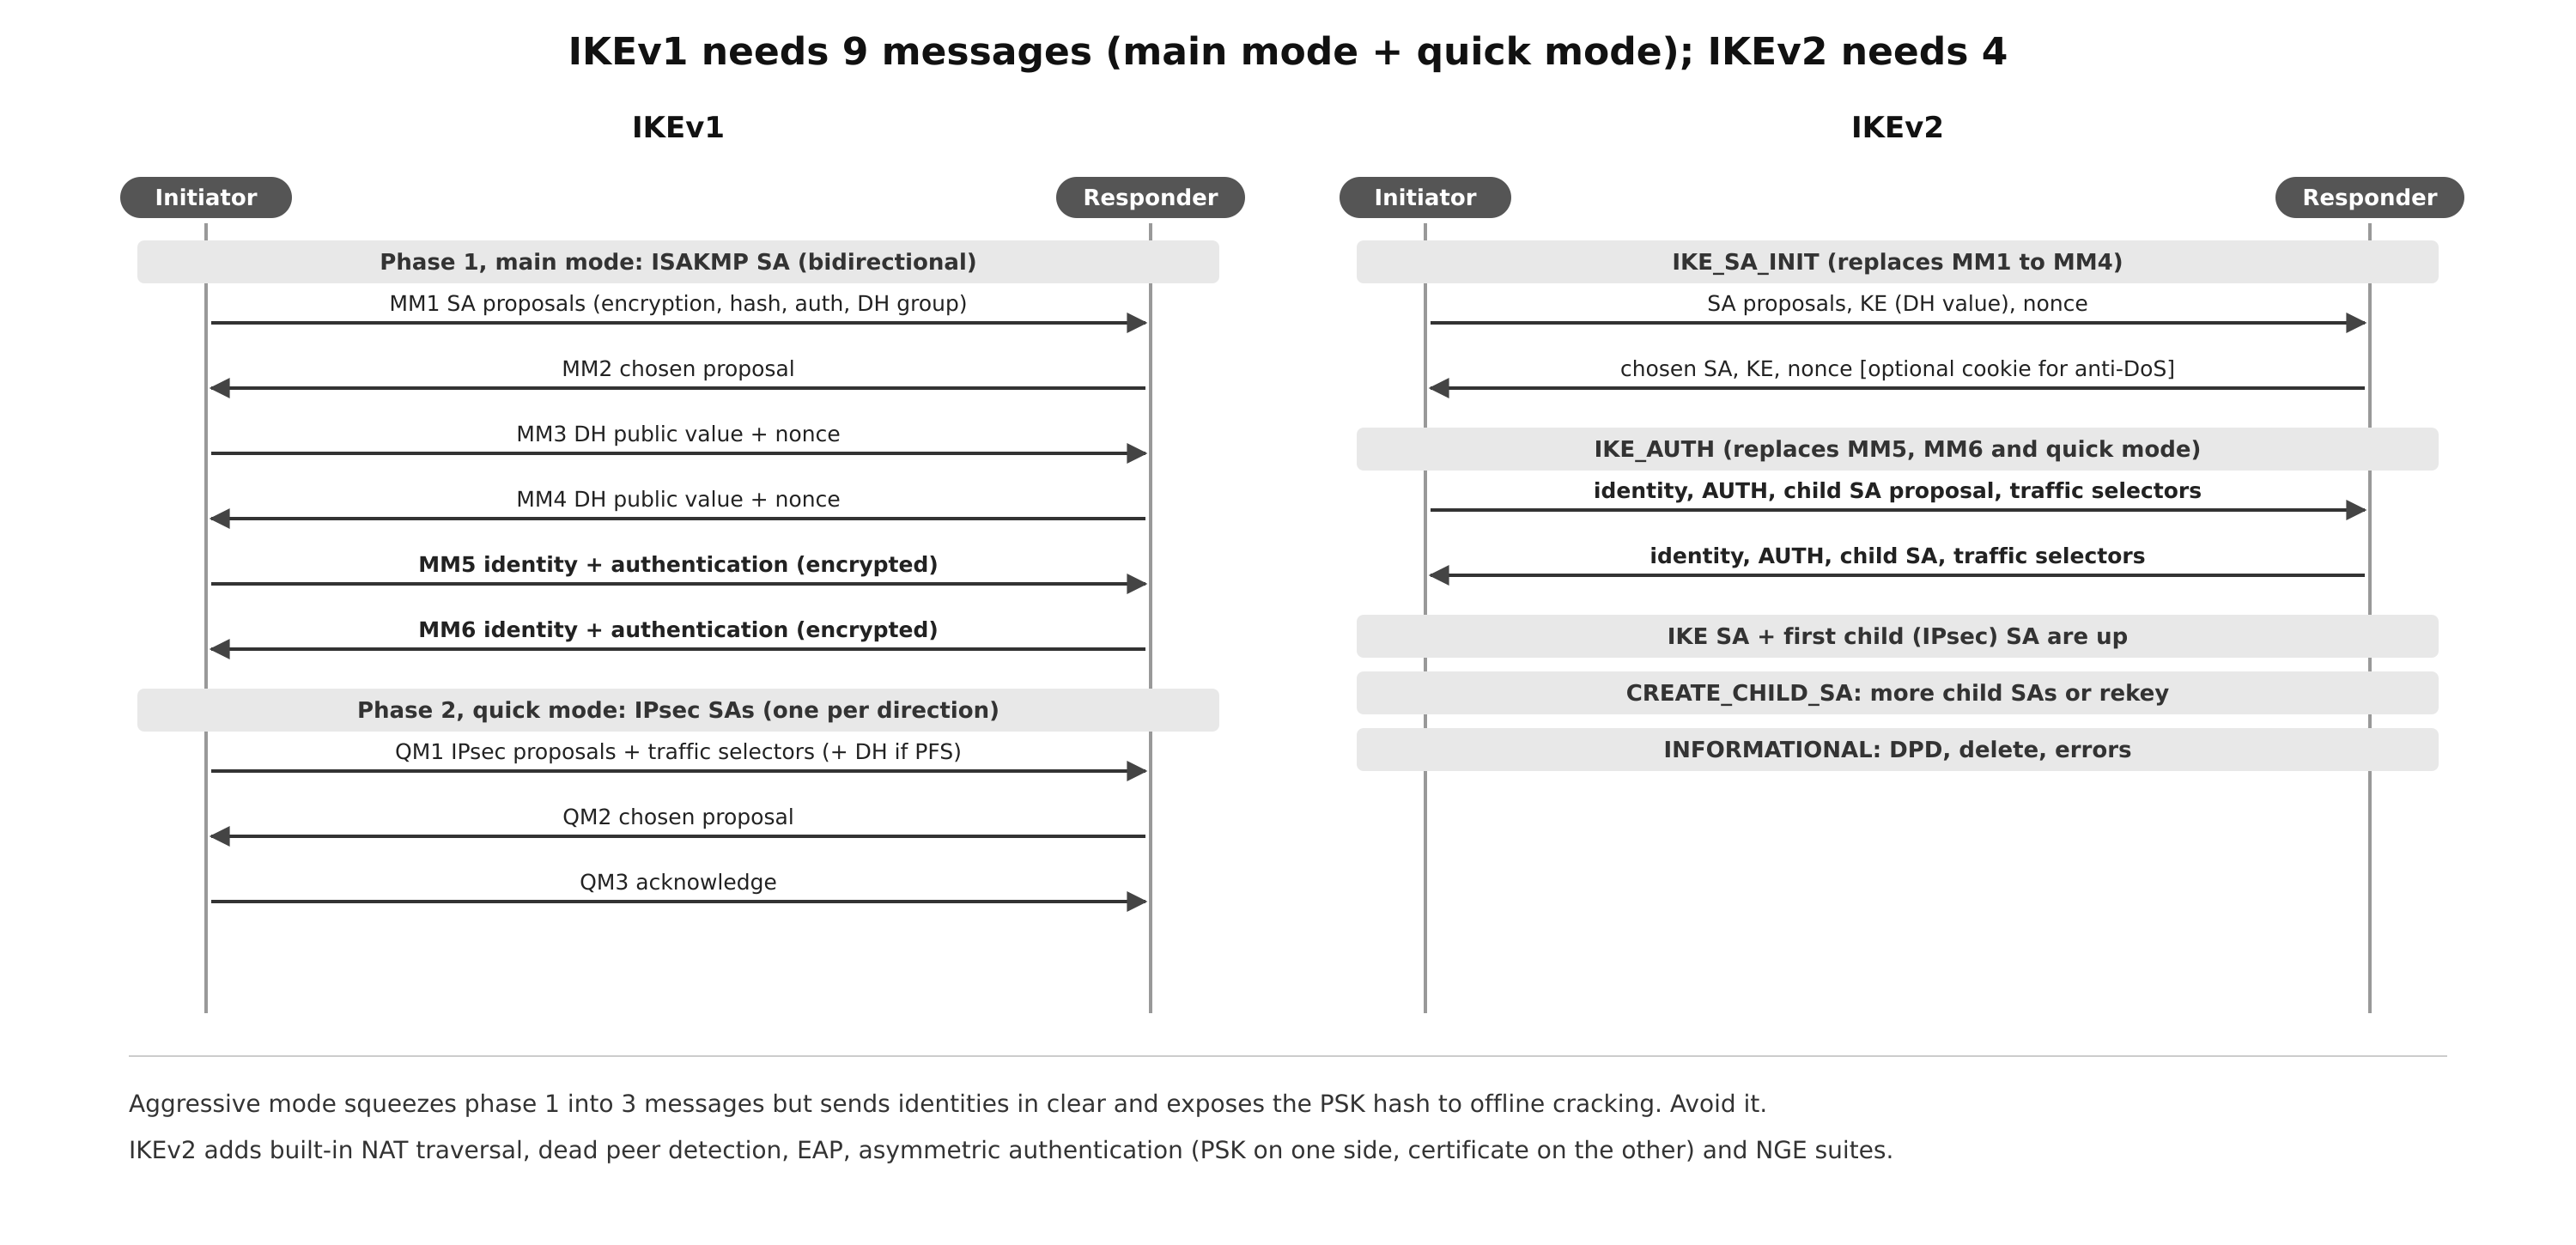 IKEv1 needs 9 messages (main mode + quick mode); IKEv2 needs 4
IKEv1
Initiator
Responder
Phase 1, main mode: ISAKMP SA (bidirectional)
MM1 SA proposals (encryption, hash, auth, DH group)
MM2 chosen proposal
MM3 DH public value + nonce
MM4 DH public value + nonce
MM5 identity + authentication (encrypted)
MM6 identity + authentication (encrypted)
Phase 2, quick mode: IPsec SAs (one per direction)
QM1 IPsec proposals + traffic selectors (+ DH if PFS)
QM2 chosen proposal
QM3 acknowledge
IKEv2
Initiator
Responder
IKE_SA_INIT (replaces MM1 to MM4)
SA proposals, KE (DH value), nonce
chosen SA, KE, nonce [optional cookie for anti-DoS]
IKE_AUTH (replaces MM5, MM6 and quick mode)
identity, AUTH, child SA proposal, traffic selectors
identity, AUTH, child SA, traffic selectors
IKE SA + first child (IPsec) SA are up
CREATE_CHILD_SA: more child SAs or rekey
INFORMATIONAL: DPD, delete, errors
Aggressive mode squeezes phase 1 into 3 messages but sends identities in clear and exposes the PSK hash to offline cracking. Avoid it.
IKEv2 adds built-in NAT traversal, dead peer detection, EAP, asymmetric authentication (PSK on one side, certificate on the other) and NGE suites.